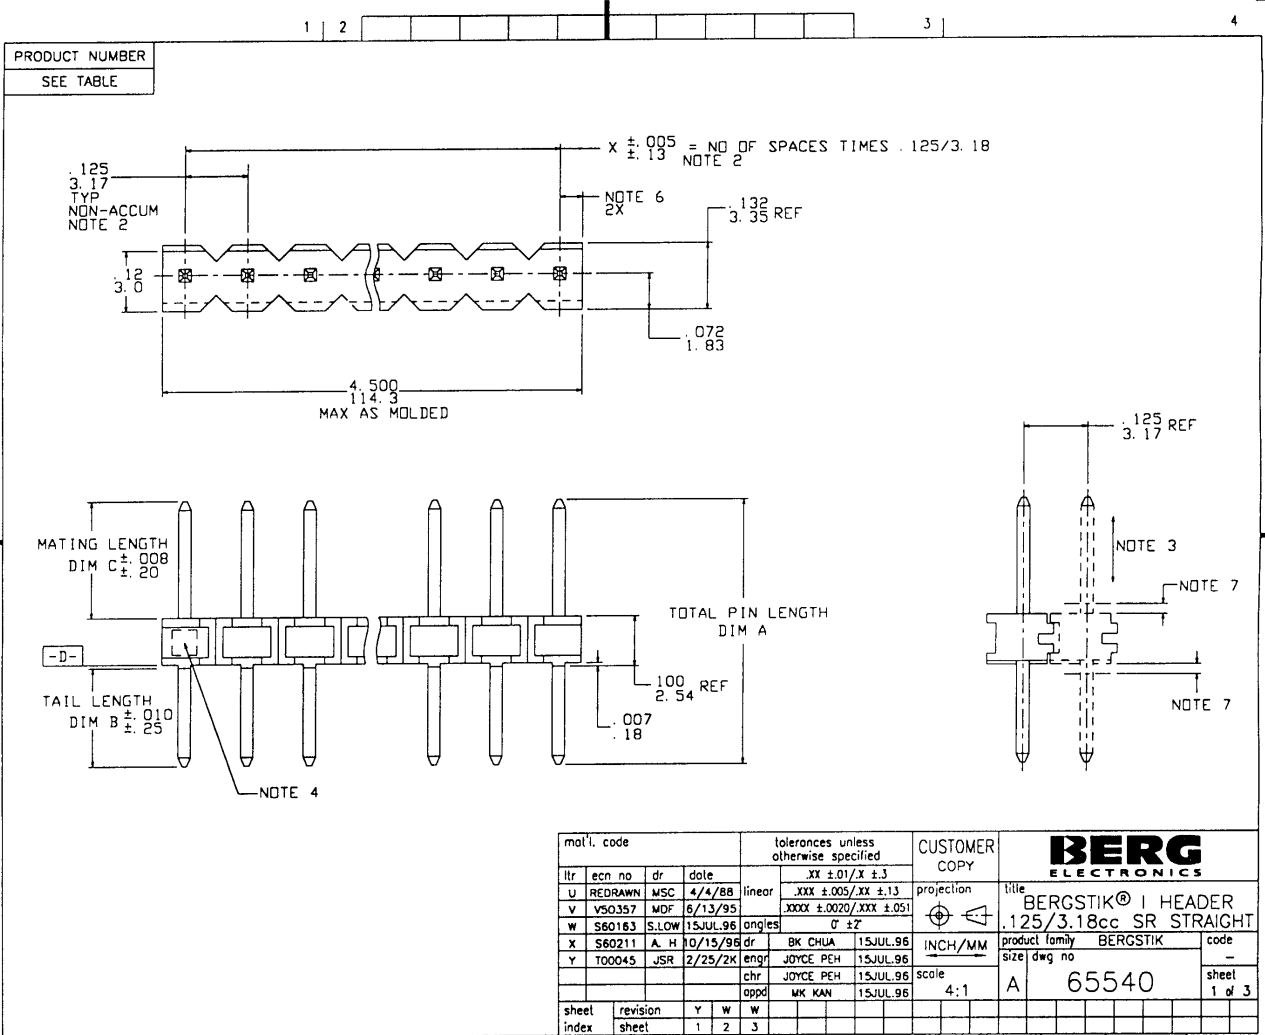 1 2 3 4
PRODUCT NUMBER
SEE TABLE
X ±.005 = NO OF SPACES TIMES .125/3.18
±.13 NOTE 2
.125
3.17
TYP
NON-ACCUM
NOTE 2
NOTE 6
2X
.132
3.35 REF
.12
3.0
.072
1.83
4.500
114.3
MAX AS MOLDED
.125
3.17 REF
MATING LENGTH
DIM C ±.008
±.20
NOTE 3
NOTE 7
TOTAL PIN LENGTH
DIM A
-D-
.100
2.54 REF
TAIL LENGTH
DIM B ±.010
±.25
.007
.18
NOTE 7
NOTE 4
mat'l. code
tolerances unless
otherwise specified
CUSTOMER
COPY
BERG
ELECTRONICS
ltr ecn no dr date
U REDRAWN MSC 4/4/88
V V50357 MDF 6/13/95
W S60163 S.LOW 15JUL.96
X S60211 A. H 10/15/96
Y T00045 JSR 2/25/2K
linear
.XX ±.01/.X ±.3
.XXX ±.005/.XX ±.13
.XXXX ±.0020/.XXX ±.051
angles 0° ±2°
dr BK CHUA 15JUL.96
engr JOYCE PEH 15JUL.96
chr JOYCE PEH 15JUL.96
appd MK KAN 15JUL.96
projection
INCH/MM
scale
4:1
title
BERGSTIK® I HEADER
.125/3.18cc SR STRAIGHT
product family BERGSTIK
code
-
size dwg no
A 65540
sheet
1 of 3
sheet revision Y W W
index sheet 1 2 3